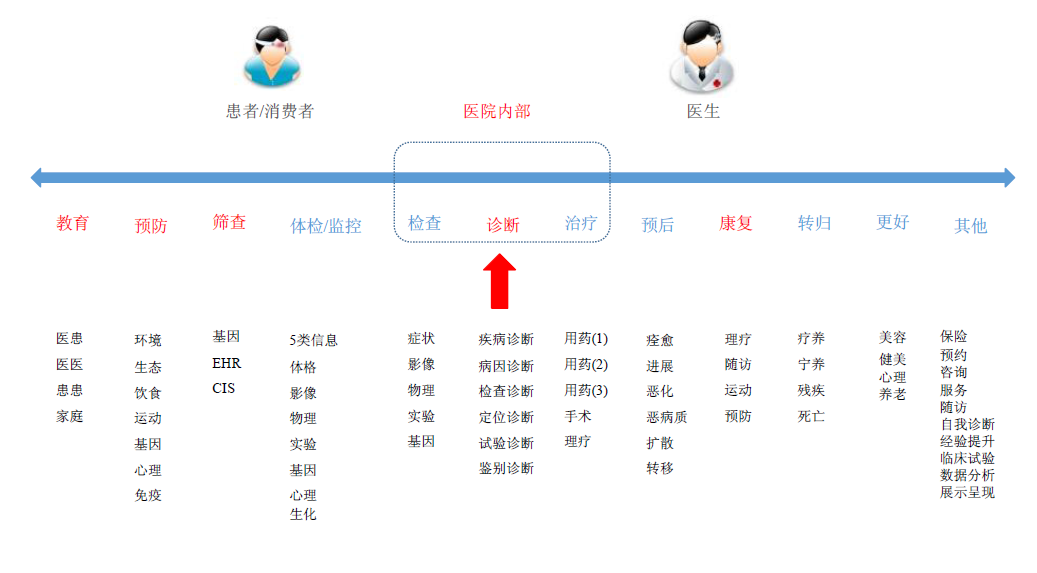 患者/消费者
医院内部
医生
教育
预防
筛查
体检/监控
检查
诊断
治疗
预后
康复
转归
更好
其他
医患
医医
患患
家庭
环境
生态
饮食
运动
基因
心理
免疫
基因
EHR
CIS
5类信息
体格
影像
物理
实验
基因
心理
生化
症状
影像
物理
实验
基因
疾病诊断
病因诊断
检查诊断
定位诊断
试验诊断
鉴别诊断
用药(1)
用药(2)
用药(3)
手术
理疗
痊愈
进展
恶化
恶病质
扩散
转移
理疗
随访
运动
预防
疗养
宁养
残疾
死亡
美容
健美
心理
养老
保险
预约
咨询
服务
随访
自我诊断
经验提升
临床试验
数据分析
展示呈现